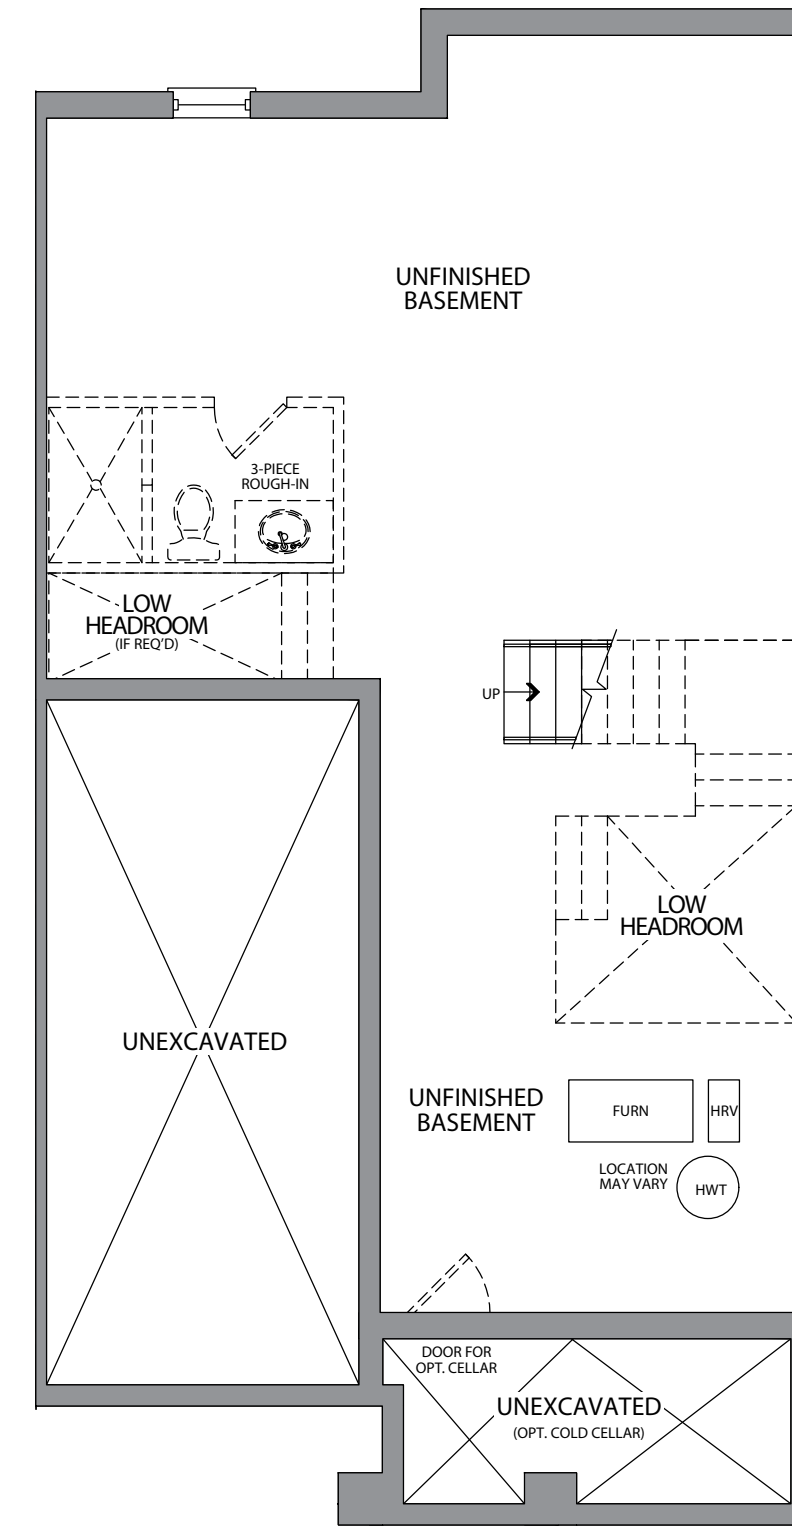 UNFINISHED
BASEMENT
3-PIECE
ROUGH-IN
LOW
HEADROOM
(IF REQ'D)
UP
LOW
HEADROOM
UNEXCAVATED
UNFINISHED
BASEMENT
FURN
HRV
LOCATION
MAY VARY
HWT
DOOR FOR
OPT. CELLAR
UNEXCAVATED
(OPT. COLD CELLAR)